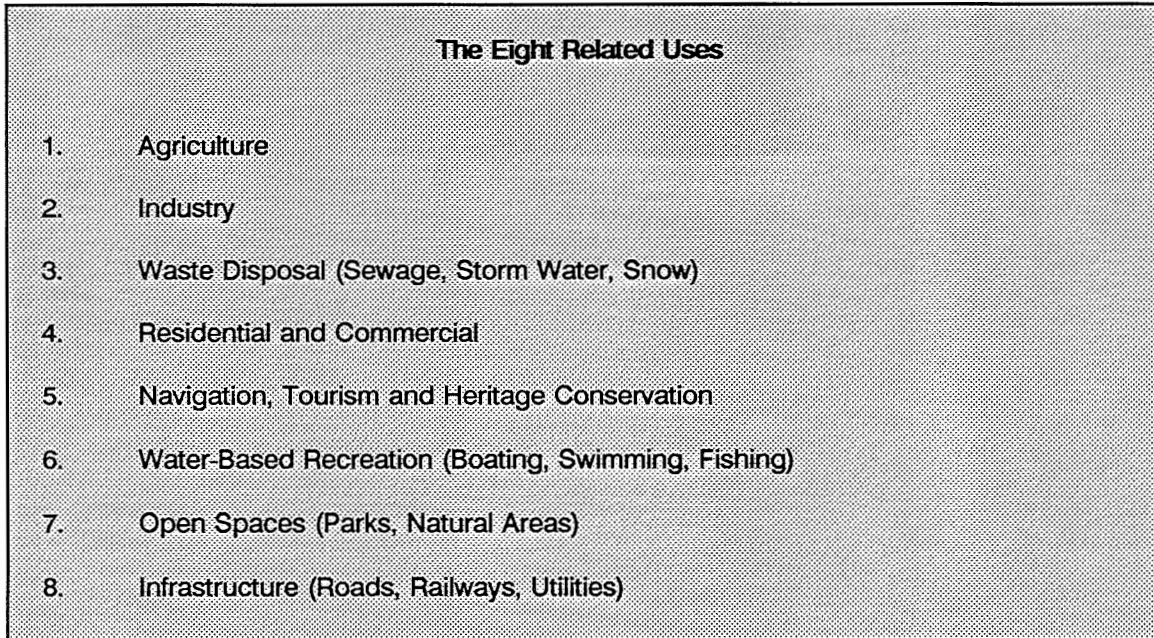 The Eight Related Uses
1. Agriculture
2. Industry
3. Waste Disposal (Sewage, Storm Water, Snow)
4. Residential and Commercial
5. Navigation, Tourism and Heritage Conservation
6. Water-Based Recreation (Boating, Swimming, Fishing)
7. Open Spaces (Parks, Natural Areas)
8. Infrastructure (Roads, Railways, Utilities)